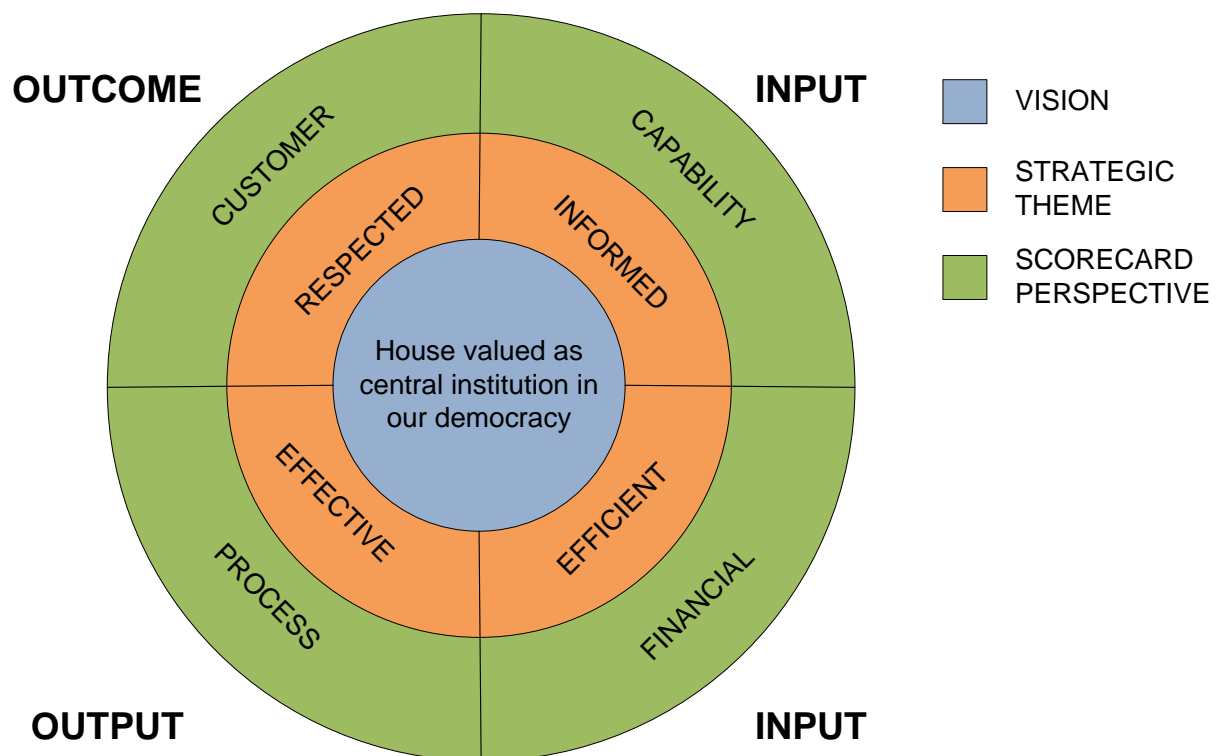 OUTCOME
INPUT
CUSTOMER
CAPABILITY
RESPECTED
INFORMED
House valued as
central institution in
our democracy
EFFECTIVE
EFFICIENT
PROCESS
FINANCIAL
OUTPUT
INPUT
VISION
STRATEGIC
THEME
SCORECARD
PERSPECTIVE